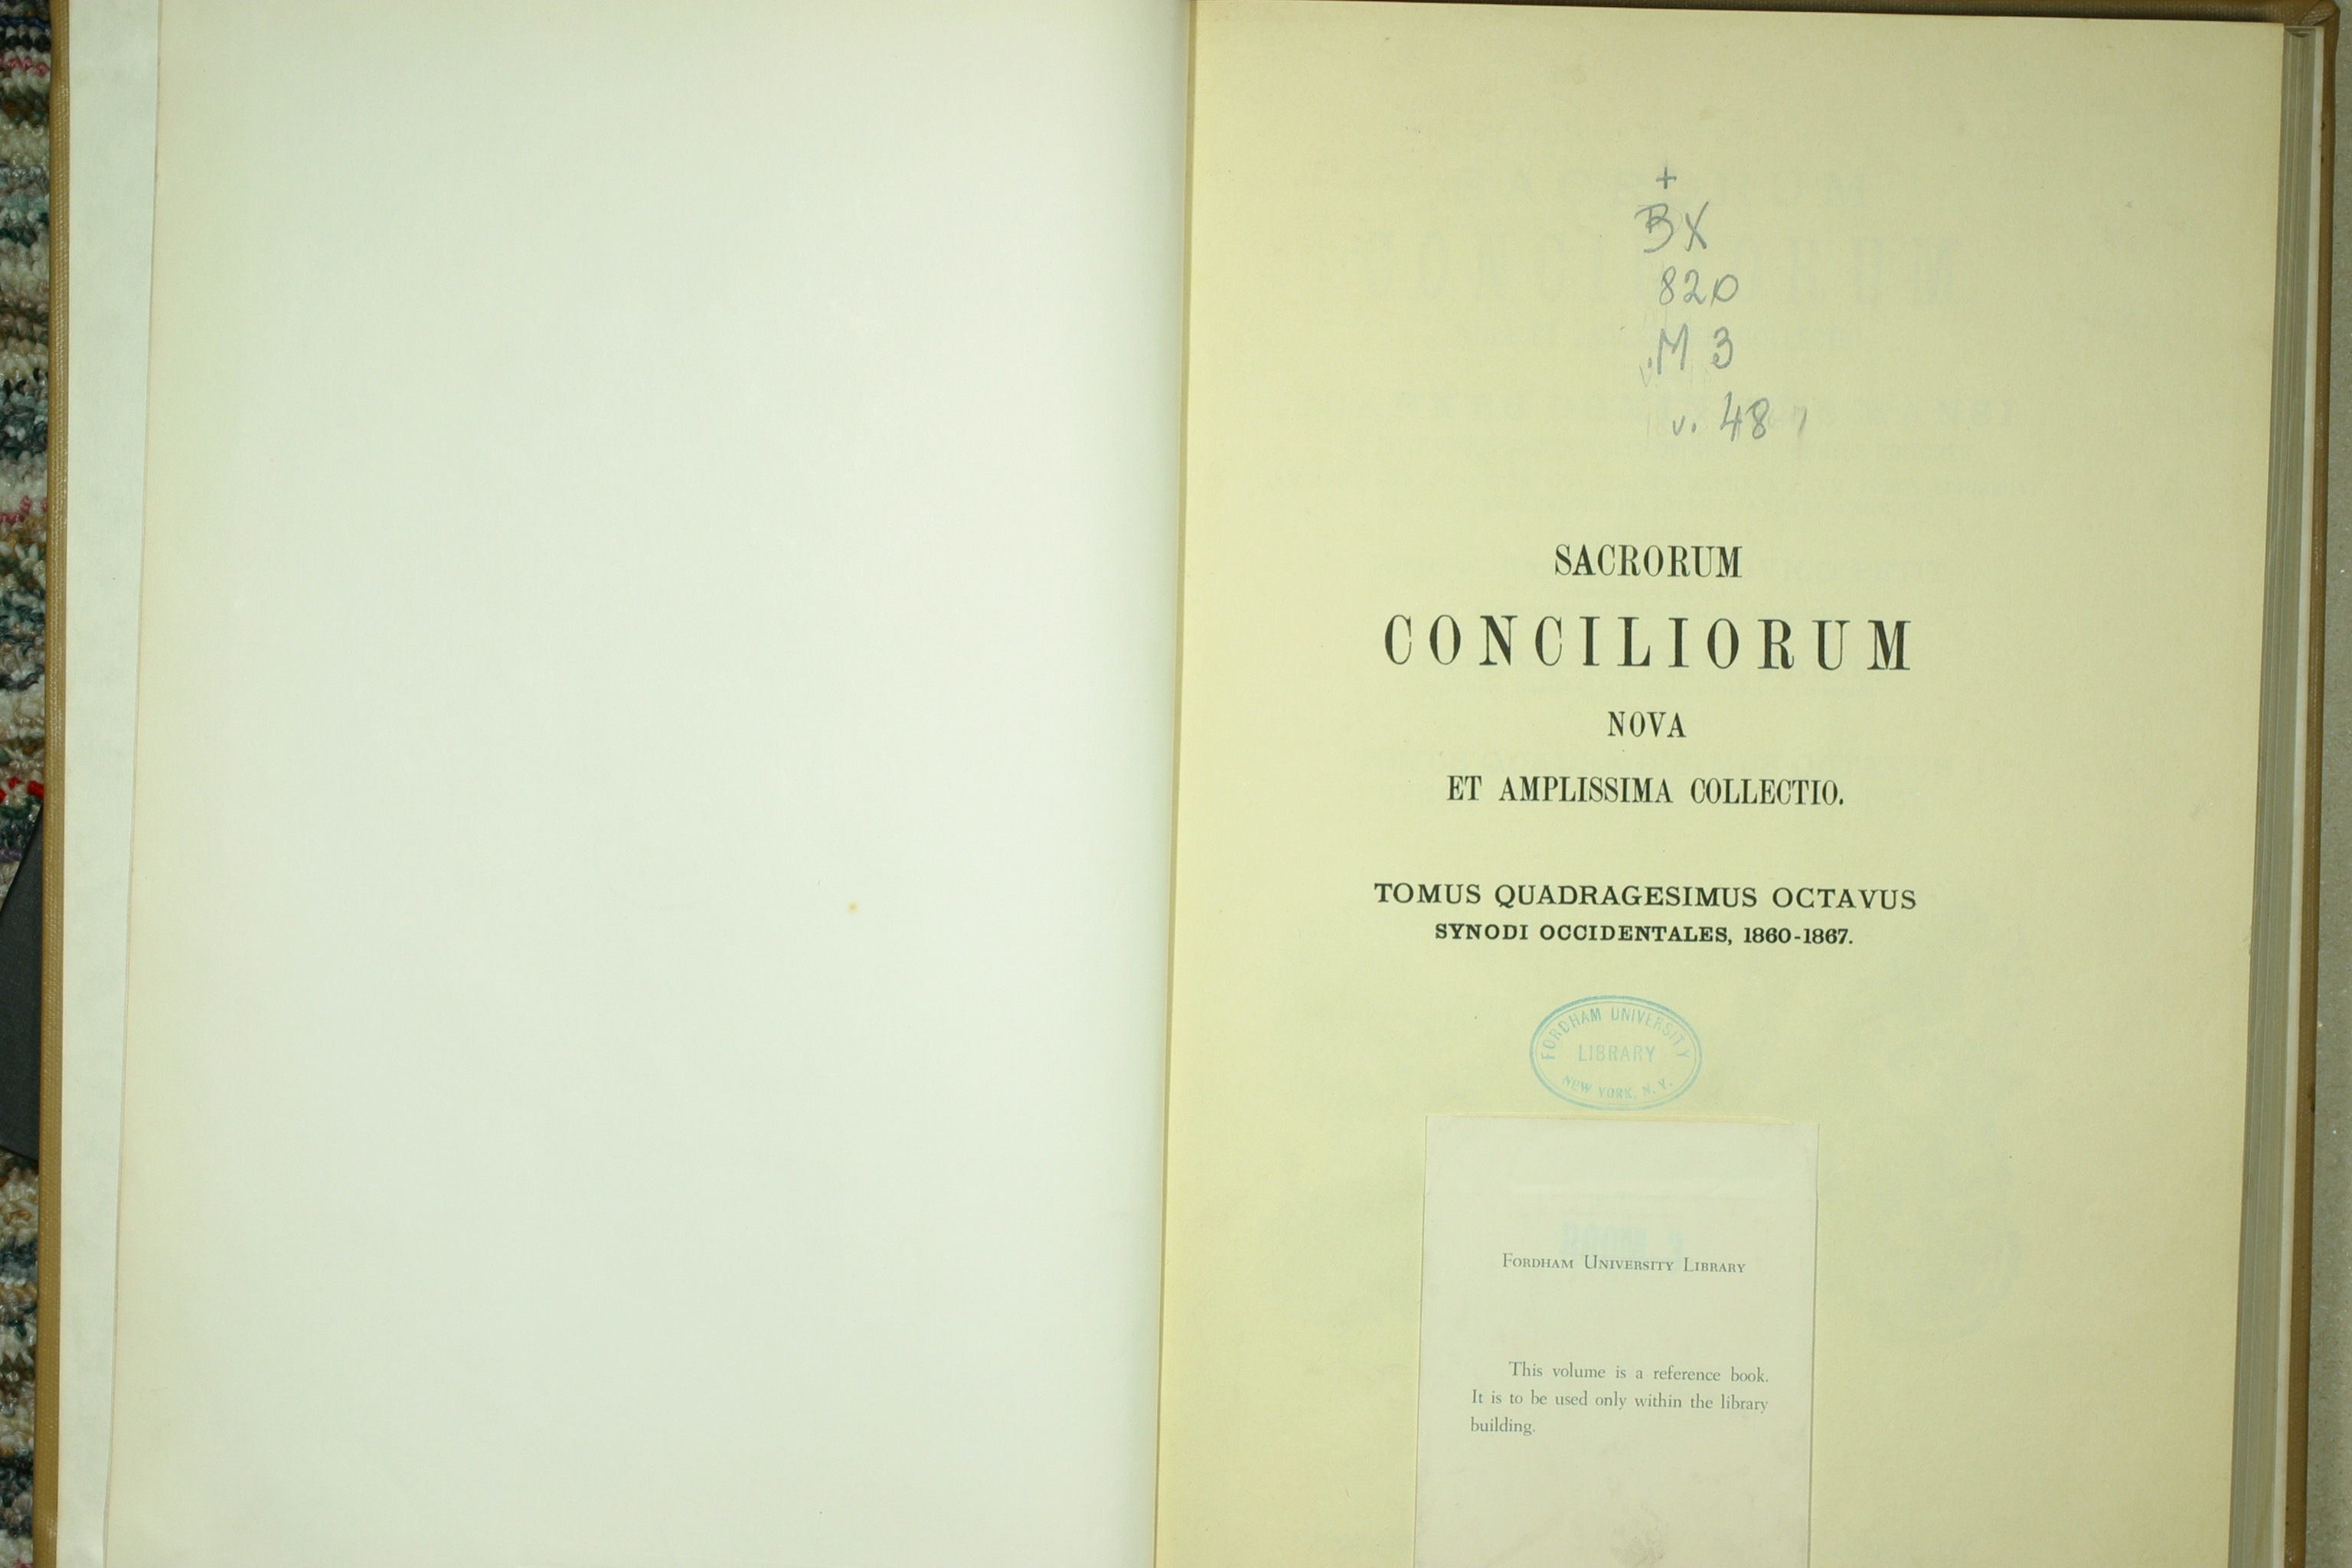 +
BX
820
.M3
v. 48
SACRORUM
CONCILIORUM
NOVA
ET AMPLISSIMA COLLECTIO.
TOMUS QUADRAGESIMUS OCTAVUS
SYNODI OCCIDENTALES, 1860-1867.
FORDHAM UNIVERSITY
LIBRARY
NEW YORK, N. Y.
FORDHAM UNIVERSITY LIBRARY
This volume is a reference book.
It is to be used only within the library
building.